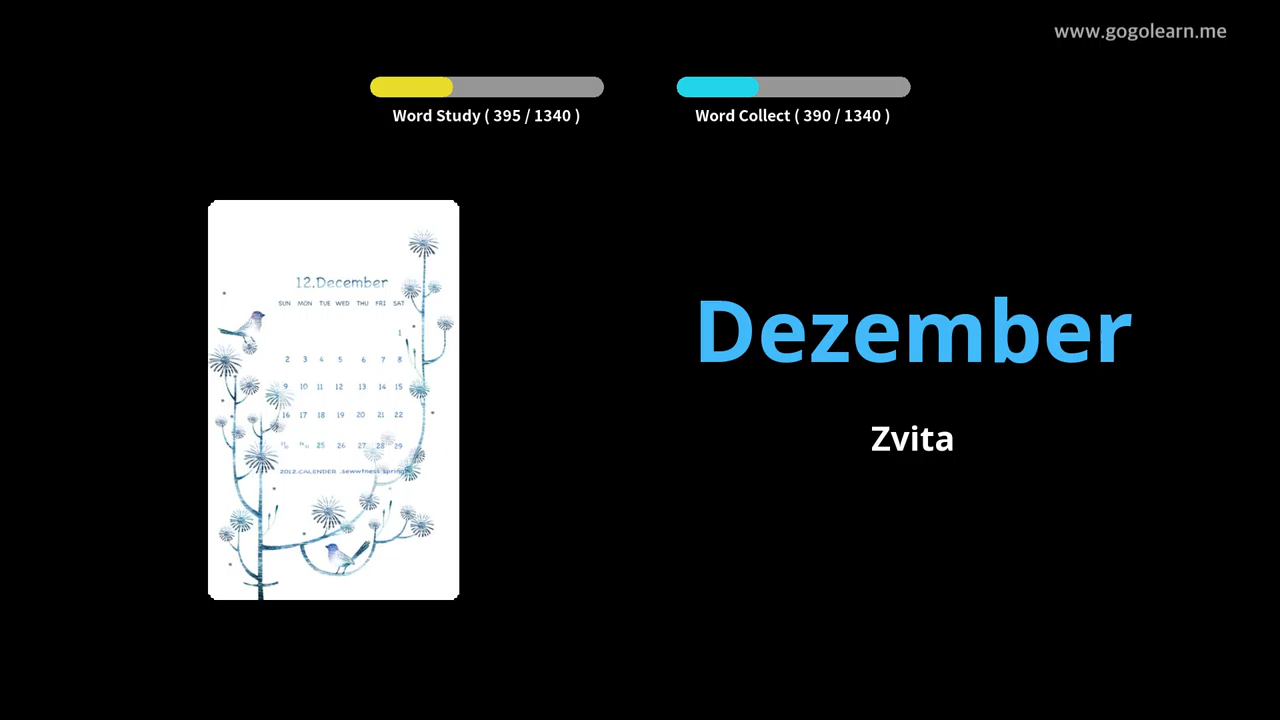 www.gogolearn.me
Word Study ( 395 / 1340 )
Word Collect ( 390 / 1340 )
12.December
SUN MON TUE WED THU FRI SAT
1
2 3 4 5 6 7 8
9 10 11 12 13 14 15
16 17 18 19 20 21 22
25 26 27 28 29
2012.CALENDER
Dezember
Zvita